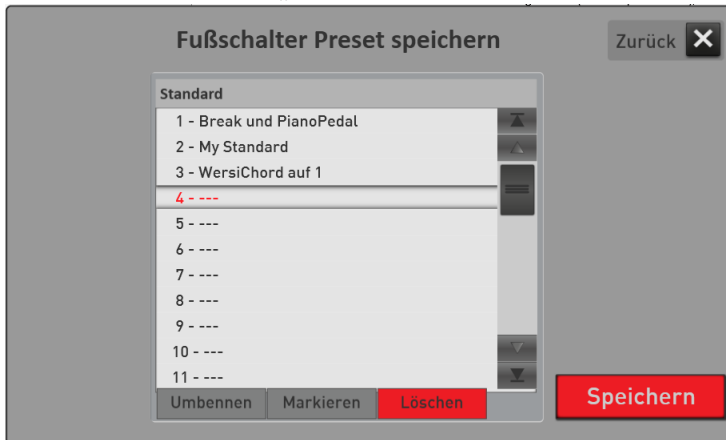 Fußschalter Preset speichern
Zurück
Standard
1 - Break und PianoPedal
2 - My Standard
3 - WersiChord auf 1
4 - ---
5 - ---
6 - ---
7 - ---
8 - ---
9 - ---
10 - ---
11 - ---
Umbennen Markieren Löschen
Speichern